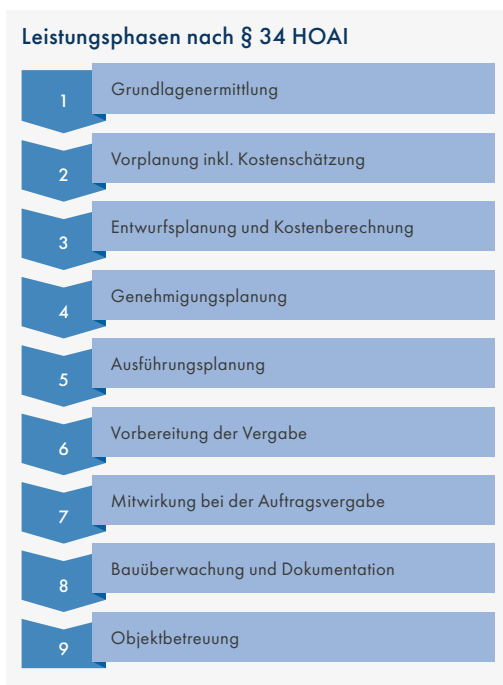 Leistungsphasen nach § 34 HOAI
1 Grundlagenermittlung
2 Vorplanung inkl. Kostenschätzung
3 Entwurfsplanung und Kostenberechnung
4 Genehmigungsplanung
5 Ausführungsplanung
6 Vorbereitung der Vergabe
7 Mitwirkung bei der Auftragsvergabe
8 Bauüberwachung und Dokumentation
9 Objektbetreuung